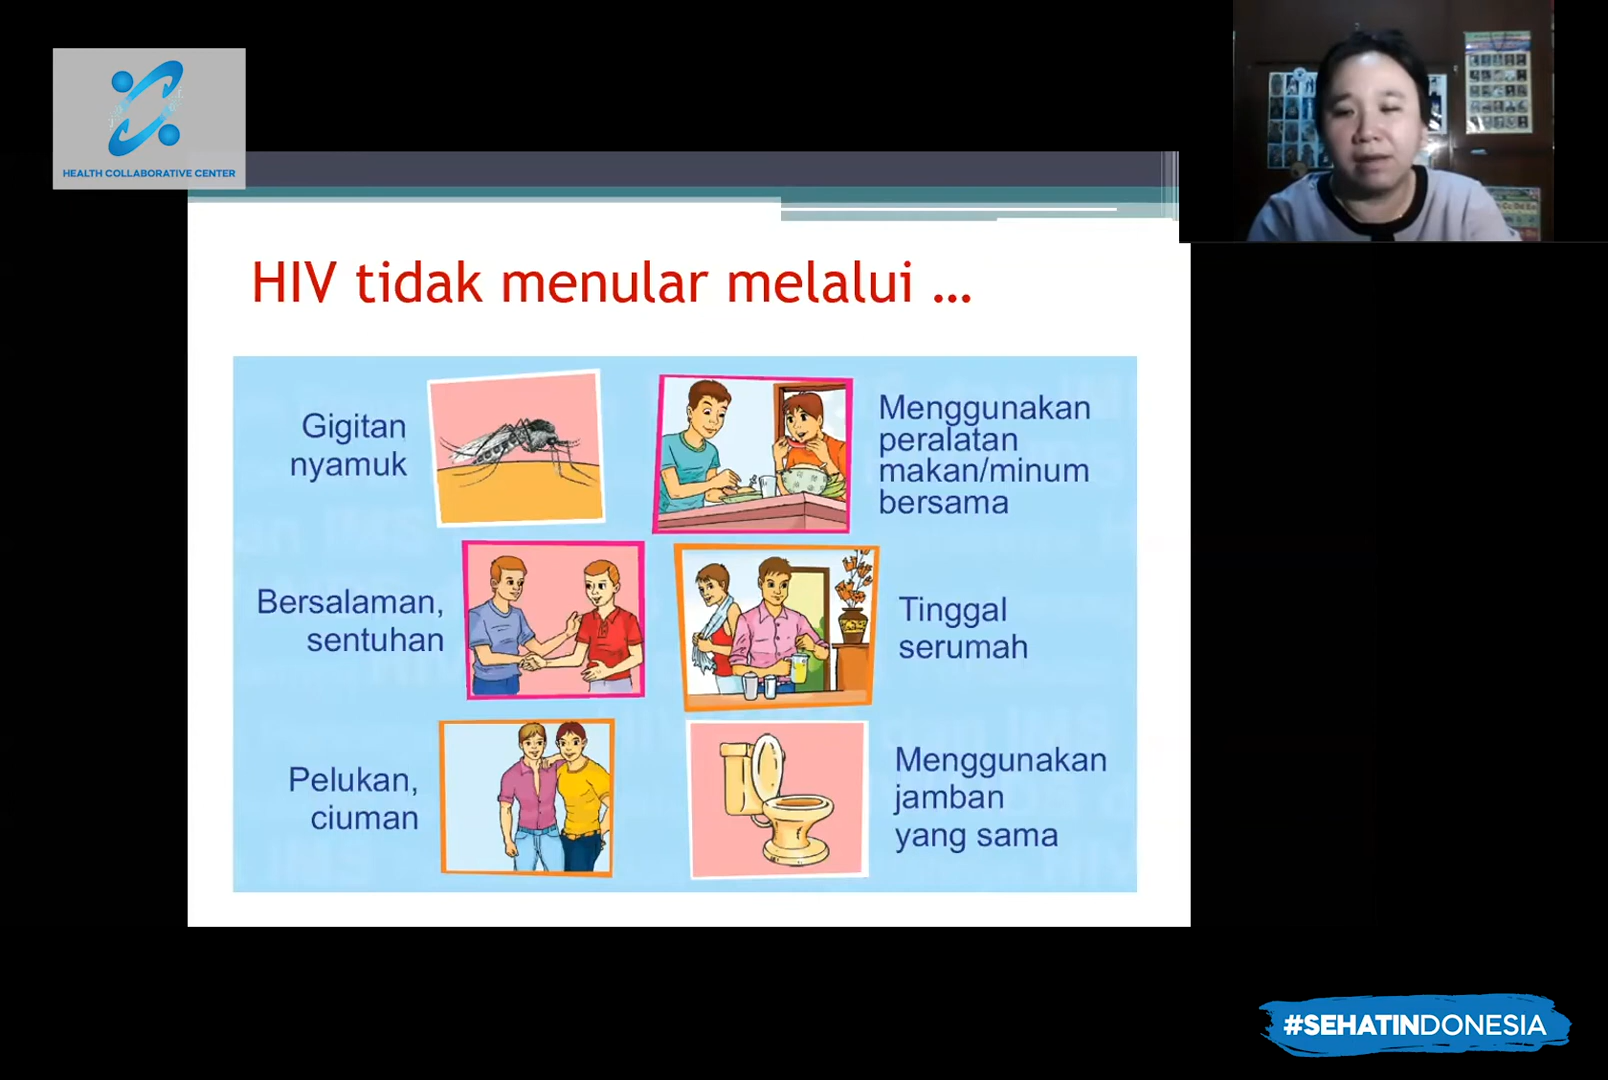 HEALTH COLLABORATIVE CENTER
HIV tidak menular melalui ...
Gigitan
nyamuk
Menggunakan
peralatan
makan/minum
bersama
Bersalaman,
sentuhan
Tinggal
serumah
Pelukan,
ciuman
Menggunakan
jamban
yang sama
#SEHATINDONESIA